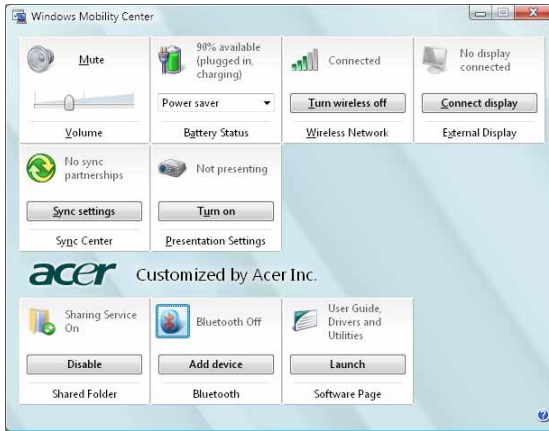 Windows Mobility Center
Mute
Volume
90% available
(plugged in,
charging)
Power saver
Battery Status
Connected
Turn wireless off
Wireless Network
No display
connected
Connect display
External Display
No sync
partnerships
Sync settings
Sync Center
Not presenting
Turn on
Presentation Settings
acer Customized by Acer Inc.
Sharing Service
On
Disable
Shared Folder
Bluetooth Off
Add device
Bluetooth
User Guide,
Drivers and
Utilities
Launch
Software Page